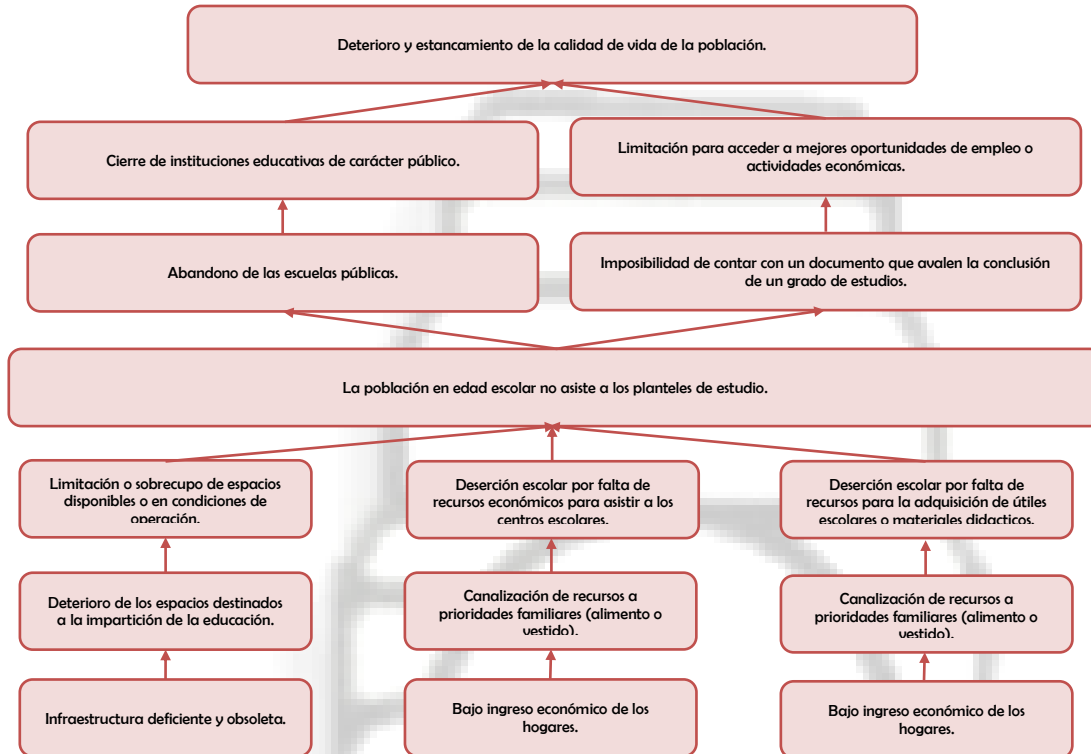 Deterioro y estancamiento de la calidad de vida de la población.
Cierre de instituciones educativas de carácter público.
Limitación para acceder a mejores oportunidades de empleo o
actividades económicas.
Abandono de las escuelas públicas.
Imposibilidad de contar con un documento que avalen la conclusión
de un grado de estudios.
La población en edad escolar no asiste a los planteles de estudio.
Limitación o sobrecupo de espacios
disponibles o en condiciones de
operación.
Deserción escolar por falta de
recursos económicos para asistir a los
centros escolares.
Deserción escolar por falta de
recursos para la adquisición de útiles
escolares o materiales didacticos.
Deterioro de los espacios destinados
a la impartición de la educación.
Canalización de recursos a
prioridades familiares (alimento o
vestido).
Canalización de recursos a
prioridades familiares (alimento o
vestido).
Infraestructura deficiente y obsoleta.
Bajo ingreso económico de los
hogares.
Bajo ingreso económico de los
hogares.